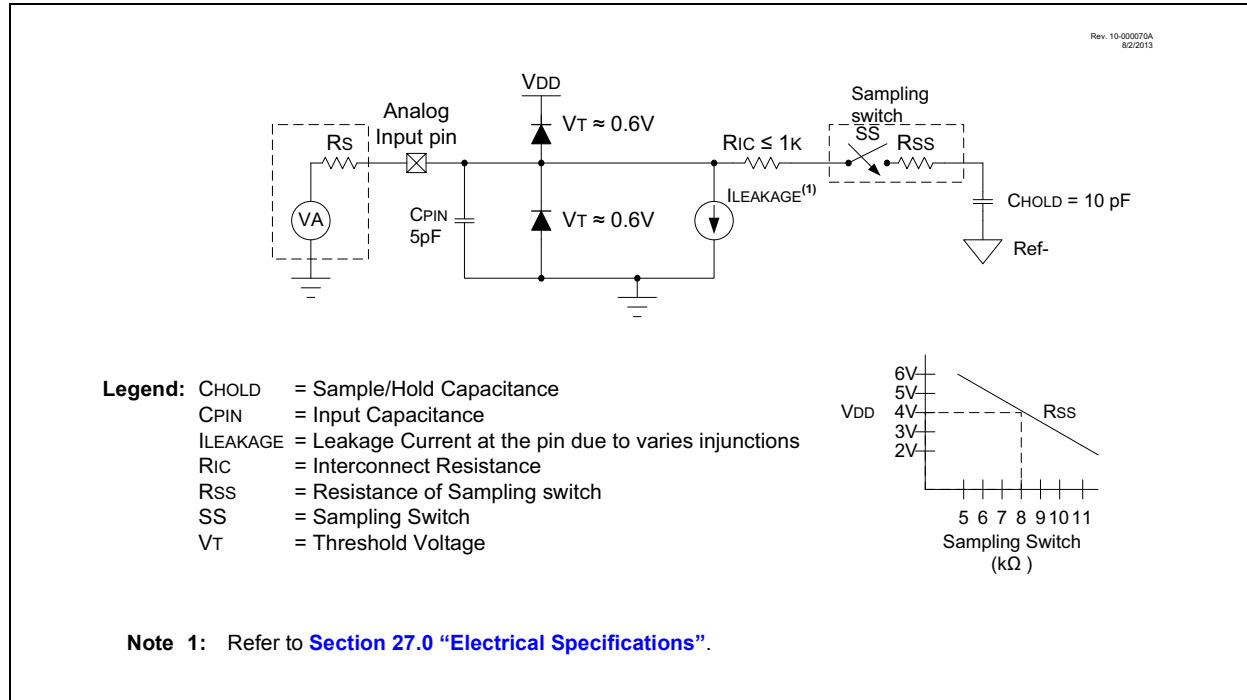 Rev. 10-000070A
8/2/2013
VDD
Analog
Input pin
VT ≈ 0.6V
RS
VA
CPIN
5pF
VT ≈ 0.6V
RIC ≤ 1K
ILEAKAGE(1)
Sampling
switch
SS
RSS
CHOLD = 10 pF
Ref-
Legend: CHOLD = Sample/Hold Capacitance
CPIN = Input Capacitance
ILEAKAGE = Leakage Current at the pin due to varies injunctions
RIC = Interconnect Resistance
RSS = Resistance of Sampling switch
SS = Sampling Switch
VT = Threshold Voltage
6V
5V
VDD 4V RSS
3V
2V
5 6 7 8 9 10 11
Sampling Switch
(kΩ )
Note 1: Refer to Section 27.0 “Electrical Specifications”.